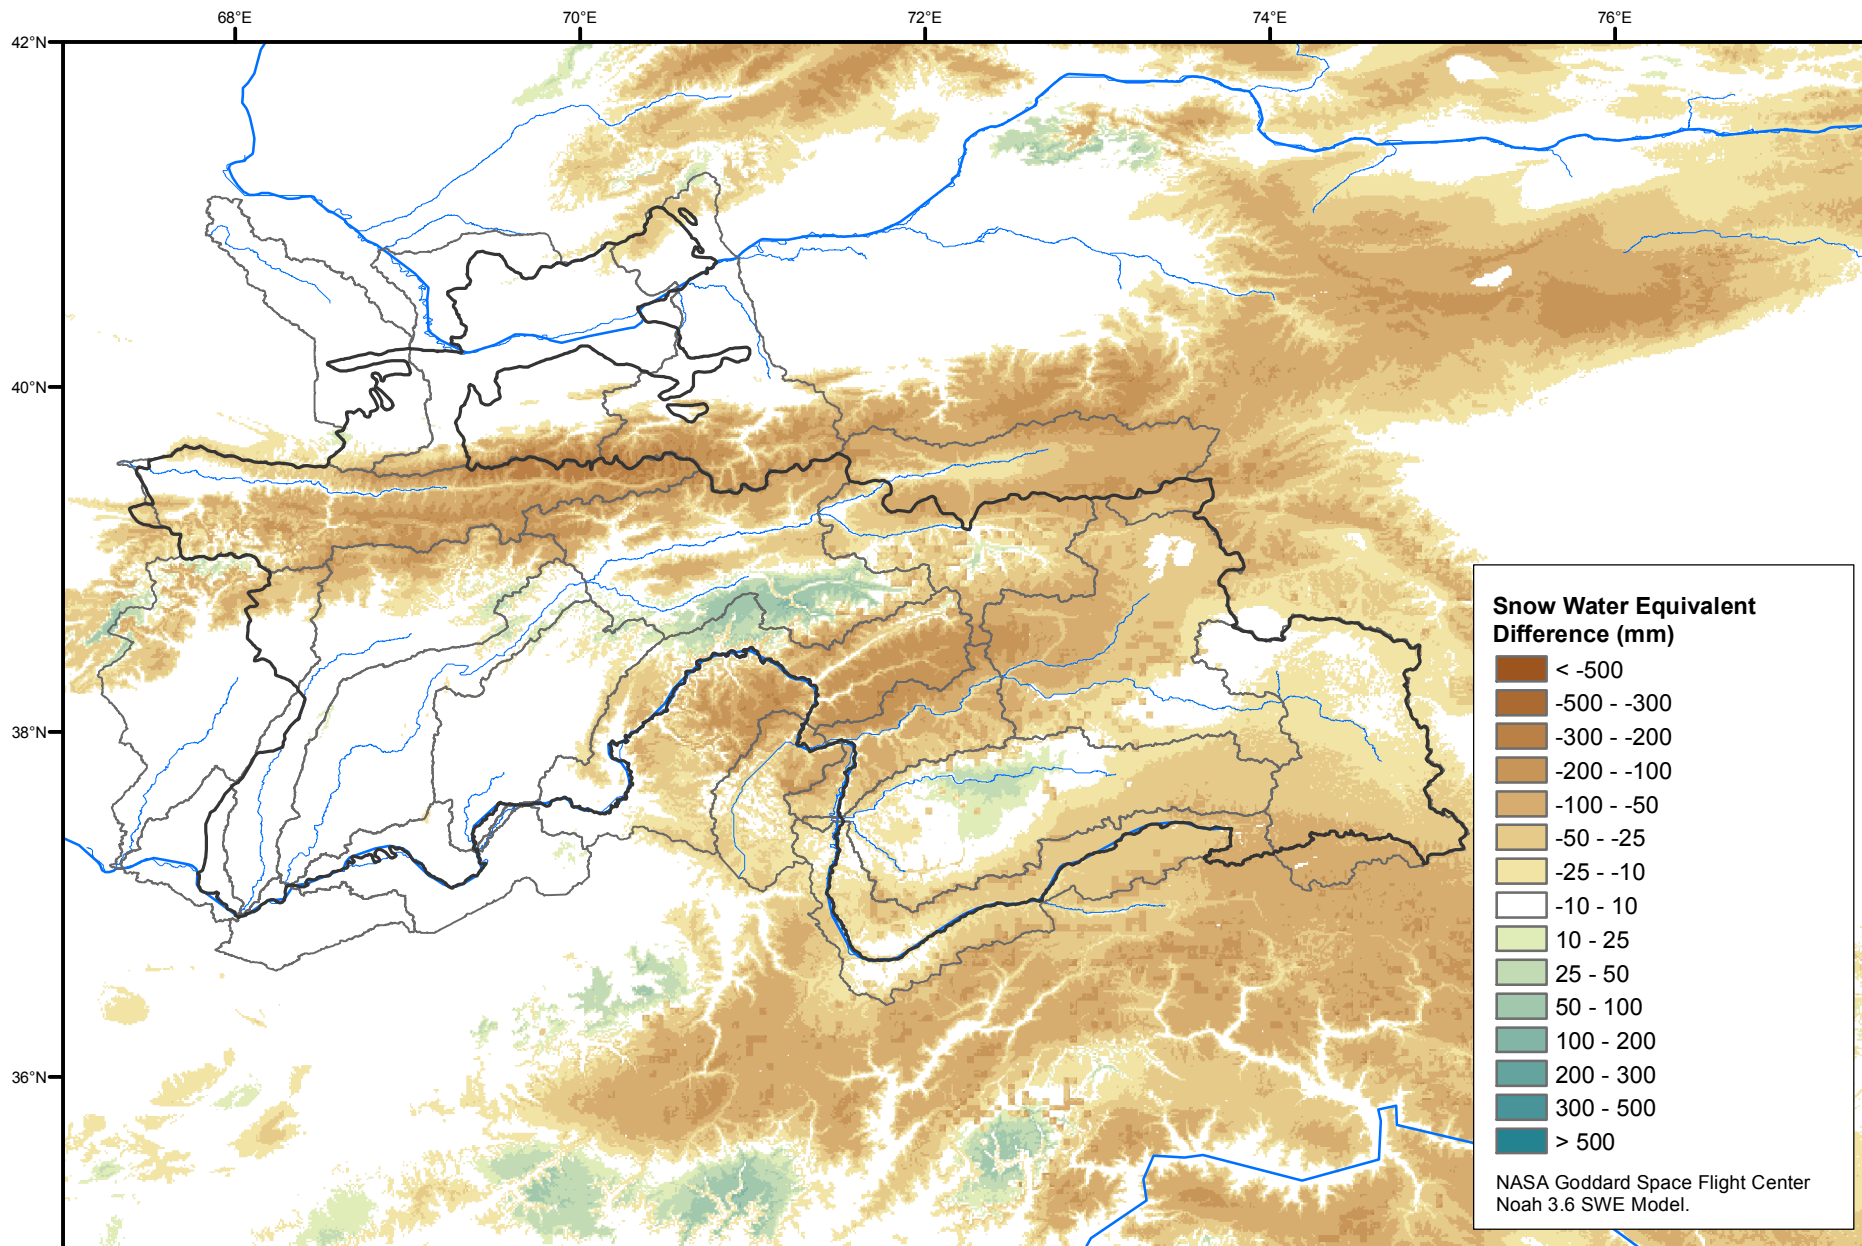 68°E
70°E
72°E
74°E
76°E
42°N
40°N
38°N
36°N
Snow Water Equivalent
Difference (mm)
< -500
-500 - -300
-300 - -200
-200 - -100
-100 - -50
-50 - -25
-25 - -10
-10 - 10
10 - 25
25 - 50
50 - 100
100 - 200
200 - 300
300 - 500
> 500
NASA Goddard Space Flight Center
Noah 3.6 SWE Model.